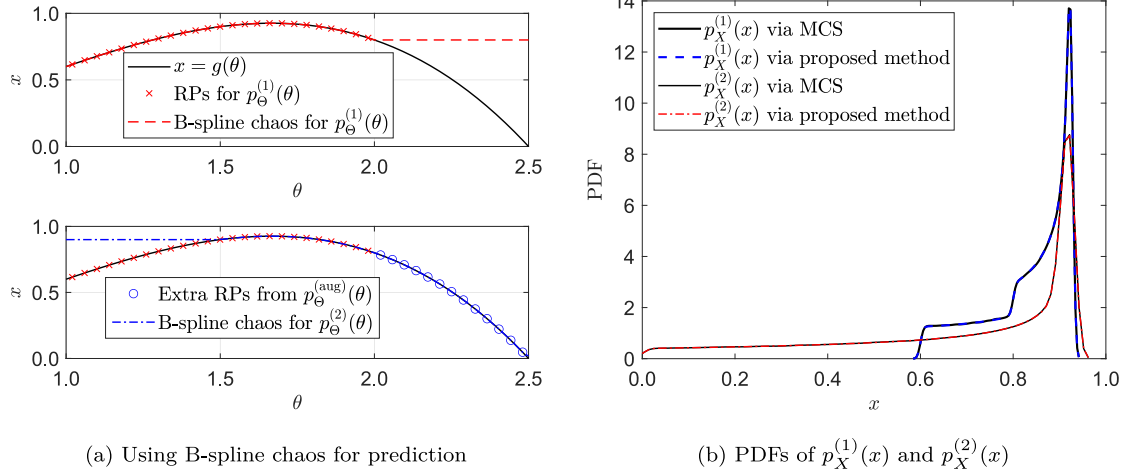 1.0
0.5
0.0
x
x = g(θ)
RPs for p_Θ^(1)(θ)
B-spline chaos for p_Θ^(1)(θ)
1.0 1.5 2.0 2.5
θ
1.0
0.5
0.0
x
Extra RPs from p_Θ^(aug)(θ)
B-spline chaos for p_Θ^(2)(θ)
1.0 1.5 2.0 2.5
θ
(a) Using B-spline chaos for prediction
14
12
10
8
6
4
2
0
PDF
p_X^(1)(x) via MCS
p_X^(1)(x) via proposed method
p_X^(2)(x) via MCS
p_X^(2)(x) via proposed method
0.0 0.2 0.4 0.6 0.8 1.0
x
(b) PDFs of p_X^(1)(x) and p_X^(2)(x)